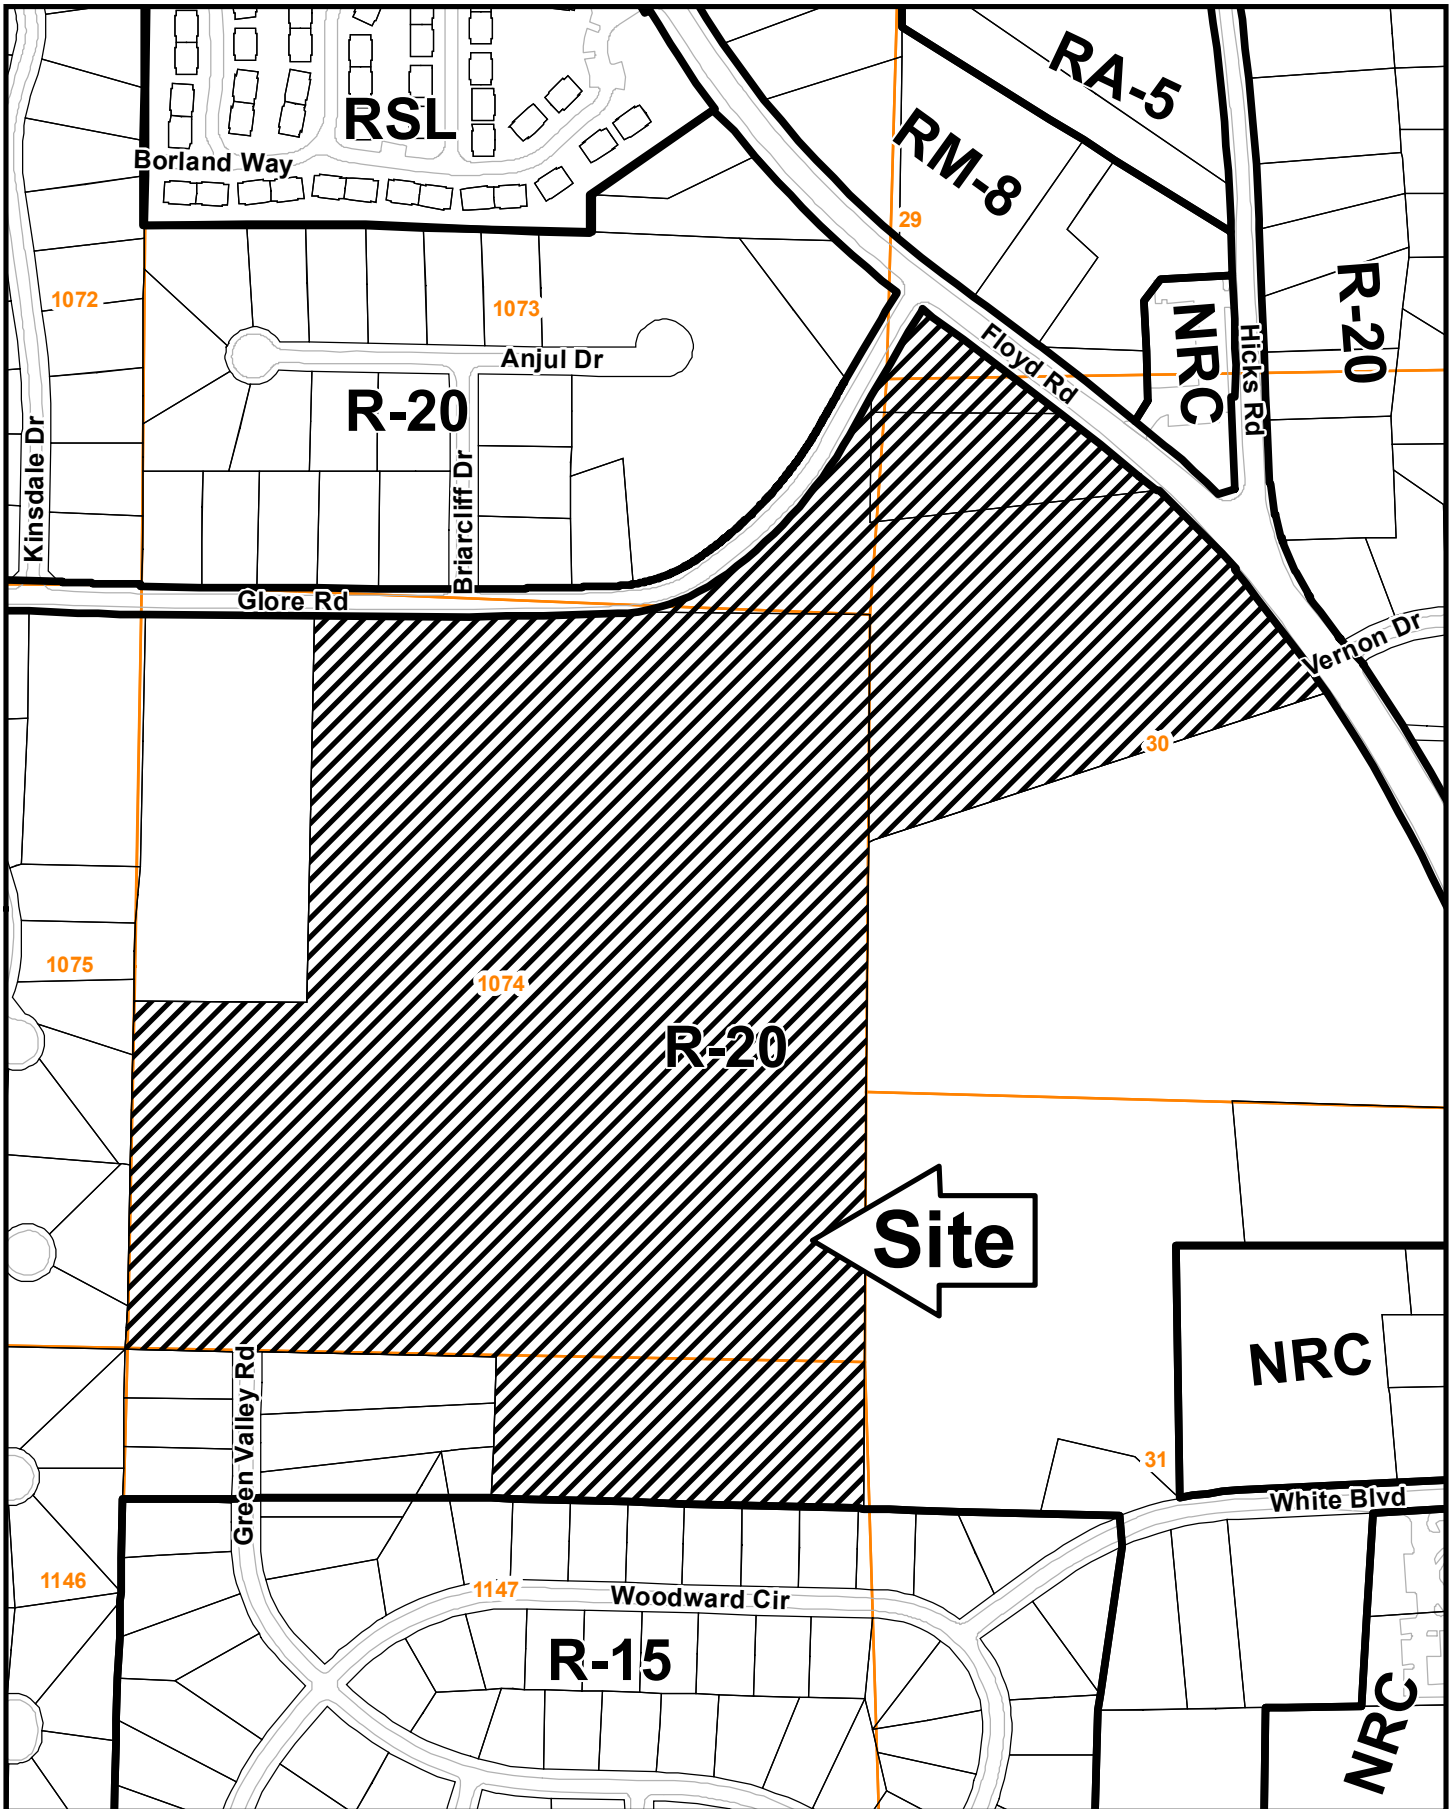 RA-5
RSL
RM-8
Borland Way
29
1072
1073
R-20
NRC
Hicks Rd
Floyd Rd
Anjul Dr
R-20
Kinsdale Dr
Briarcliff Dr
Glore Rd
Vernon Dr
30
1075
1074
R-20
Site
NRC
Green Valley Rd
31
White Blvd
1146
1147
Woodward Cir
R-15
NRC